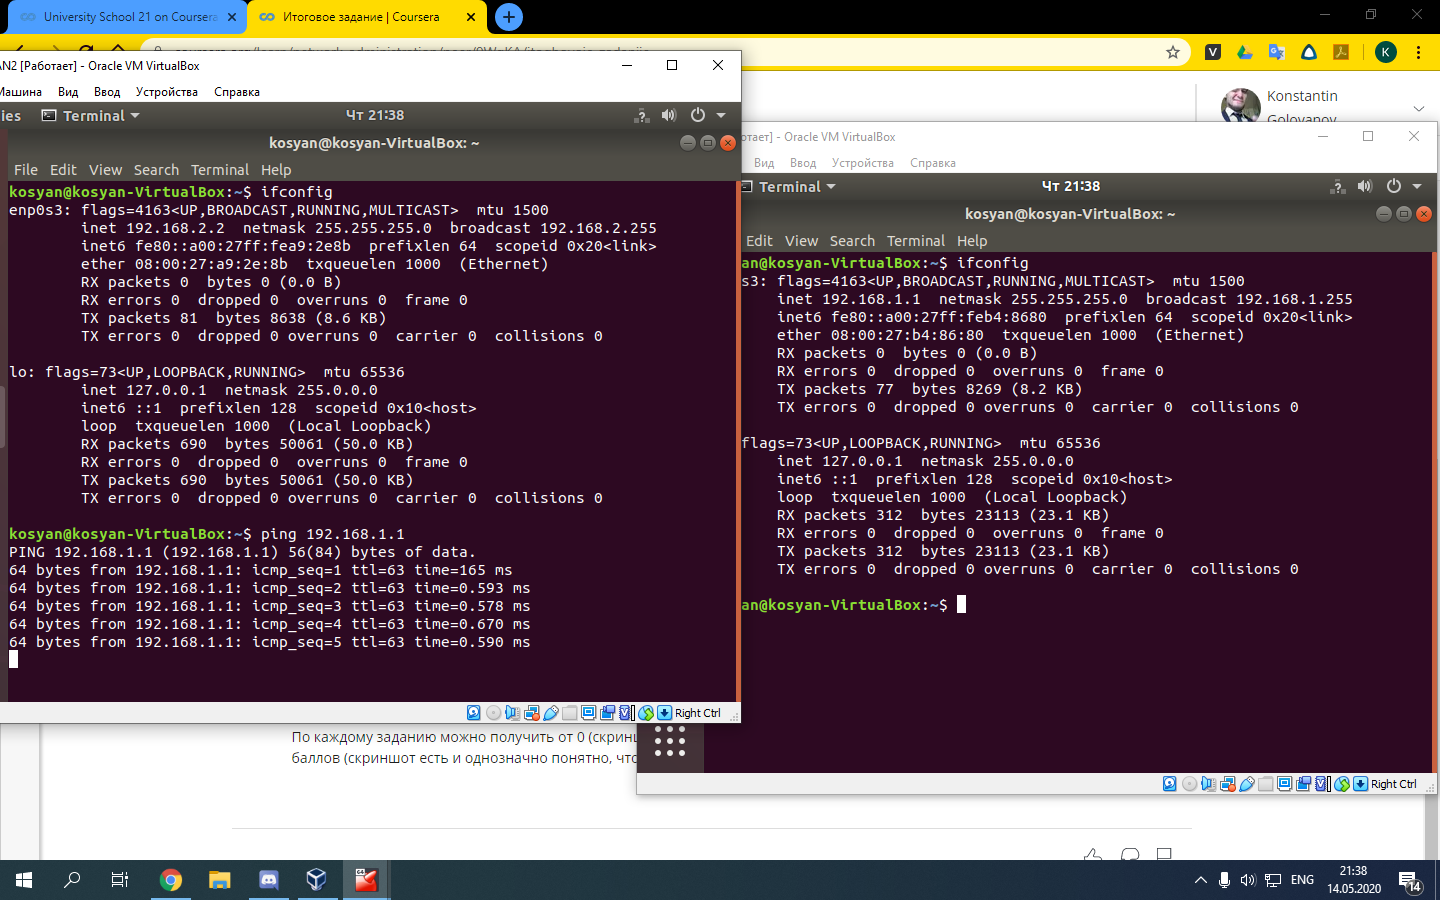 University School 21 on Coursera
Итоговое задание | Coursera
AN2 [Работает] - Oracle VM VirtualBox
Машина Вид Ввод Устройства Справка
ies Terminal Чт 21:38
kosyan@kosyan-VirtualBox: ~
File Edit View Search Terminal Help
kosyan@kosyan-VirtualBox:~$ ifconfig
enp0s3: flags=4163<UP,BROADCAST,RUNNING,MULTICAST> mtu 1500
inet 192.168.2.2 netmask 255.255.255.0 broadcast 192.168.2.255
inet6 fe80::a00:27ff:fea9:2e8b prefixlen 64 scopeid 0x20<link>
ether 08:00:27:a9:2e:8b txqueuelen 1000 (Ethernet)
RX packets 0 bytes 0 (0.0 B)
RX errors 0 dropped 0 overruns 0 frame 0
TX packets 81 bytes 8638 (8.6 KB)
TX errors 0 dropped 0 overruns 0 carrier 0 collisions 0
lo: flags=73<UP,LOOPBACK,RUNNING> mtu 65536
inet 127.0.0.1 netmask 255.0.0.0
inet6 ::1 prefixlen 128 scopeid 0x10<host>
loop txqueuelen 1000 (Local Loopback)
RX packets 690 bytes 50061 (50.0 KB)
RX errors 0 dropped 0 overruns 0 frame 0
TX packets 690 bytes 50061 (50.0 KB)
TX errors 0 dropped 0 overruns 0 carrier 0 collisions 0
kosyan@kosyan-VirtualBox:~$ ping 192.168.1.1
PING 192.168.1.1 (192.168.1.1) 56(84) bytes of data.
64 bytes from 192.168.1.1: icmp_seq=1 ttl=63 time=165 ms
64 bytes from 192.168.1.1: icmp_seq=2 ttl=63 time=0.593 ms
64 bytes from 192.168.1.1: icmp_seq=3 ttl=63 time=0.578 ms
64 bytes from 192.168.1.1: icmp_seq=4 ttl=63 time=0.670 ms
64 bytes from 192.168.1.1: icmp_seq=5 ttl=63 time=0.590 ms
Right Ctrl
Konstantin
Golovanov
отает] - Oracle VM VirtualBox
Вид Ввод Устройства Справка
Terminal Чт 21:38
kosyan@kosyan-VirtualBox: ~
Edit View Search Terminal Help
an@kosyan-VirtualBox:~$ ifconfig
s3: flags=4163<UP,BROADCAST,RUNNING,MULTICAST> mtu 1500
inet 192.168.1.1 netmask 255.255.255.0 broadcast 192.168.1.255
inet6 fe80::a00:27ff:feb4:8680 prefixlen 64 scopeid 0x20<link>
ether 08:00:27:b4:86:80 txqueuelen 1000 (Ethernet)
RX packets 0 bytes 0 (0.0 B)
RX errors 0 dropped 0 overruns 0 frame 0
TX packets 77 bytes 8269 (8.2 KB)
TX errors 0 dropped 0 overruns 0 carrier 0 collisions 0
flags=73<UP,LOOPBACK,RUNNING> mtu 65536
inet 127.0.0.1 netmask 255.0.0.0
inet6 ::1 prefixlen 128 scopeid 0x10<host>
loop txqueuelen 1000 (Local Loopback)
RX packets 312 bytes 23113 (23.1 KB)
RX errors 0 dropped 0 overruns 0 frame 0
TX packets 312 bytes 23113 (23.1 KB)
TX errors 0 dropped 0 overruns 0 carrier 0 collisions 0
an@kosyan-VirtualBox:~$
Right Ctrl
По каждому заданию можно получить от 0 (скринш
баллов (скриншот есть и однозначно понятно, что
ENG
21:38
14.05.2020
14